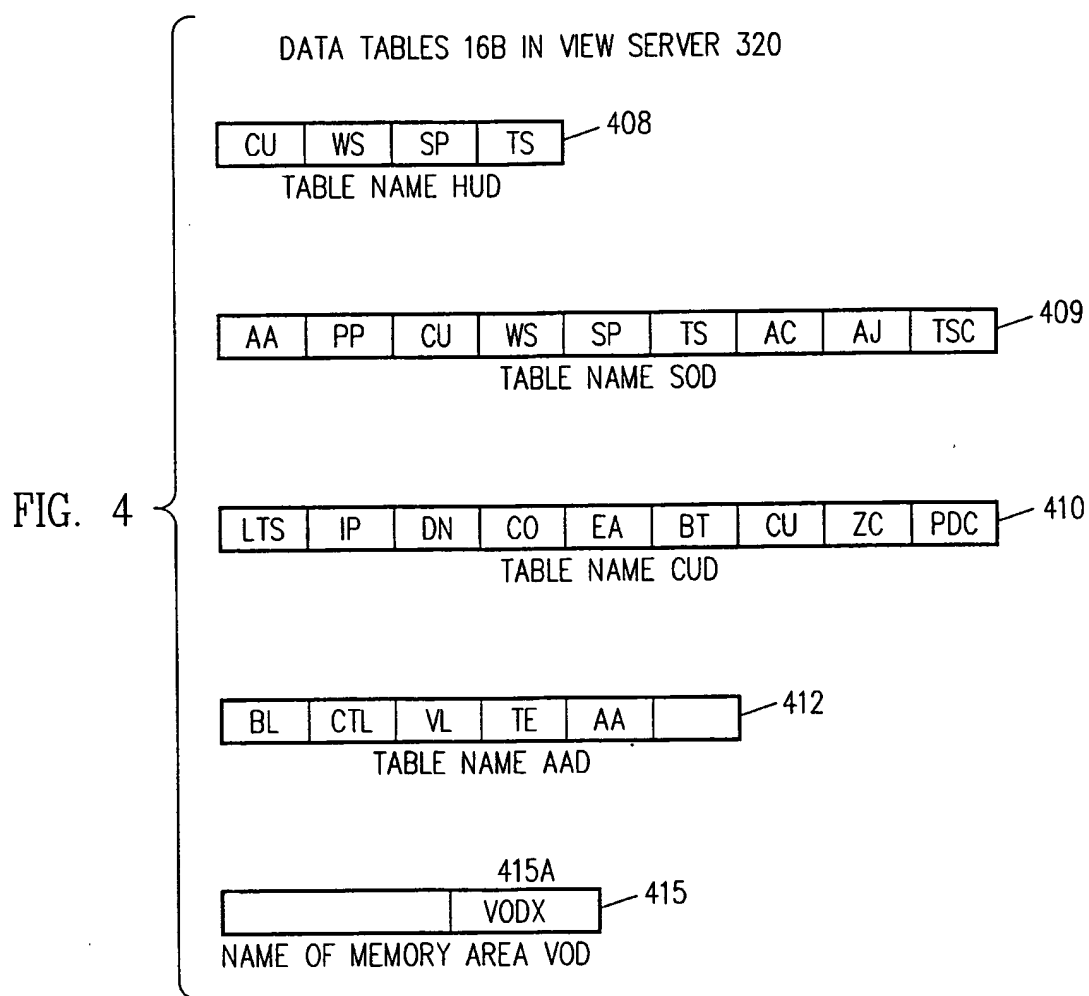 DATA TABLES 16B IN VIEW SERVER 320
CU WS SP TS 408
TABLE NAME HUD
AA PP CU WS SP TS AC AJ TSC 409
TABLE NAME SOD
FIG. 4
LTS IP DN CO EA BT CU ZC PDC 410
TABLE NAME CUD
BL CTL VL TE AA 412
TABLE NAME AAD
415A
VODX 415
NAME OF MEMORY AREA VOD